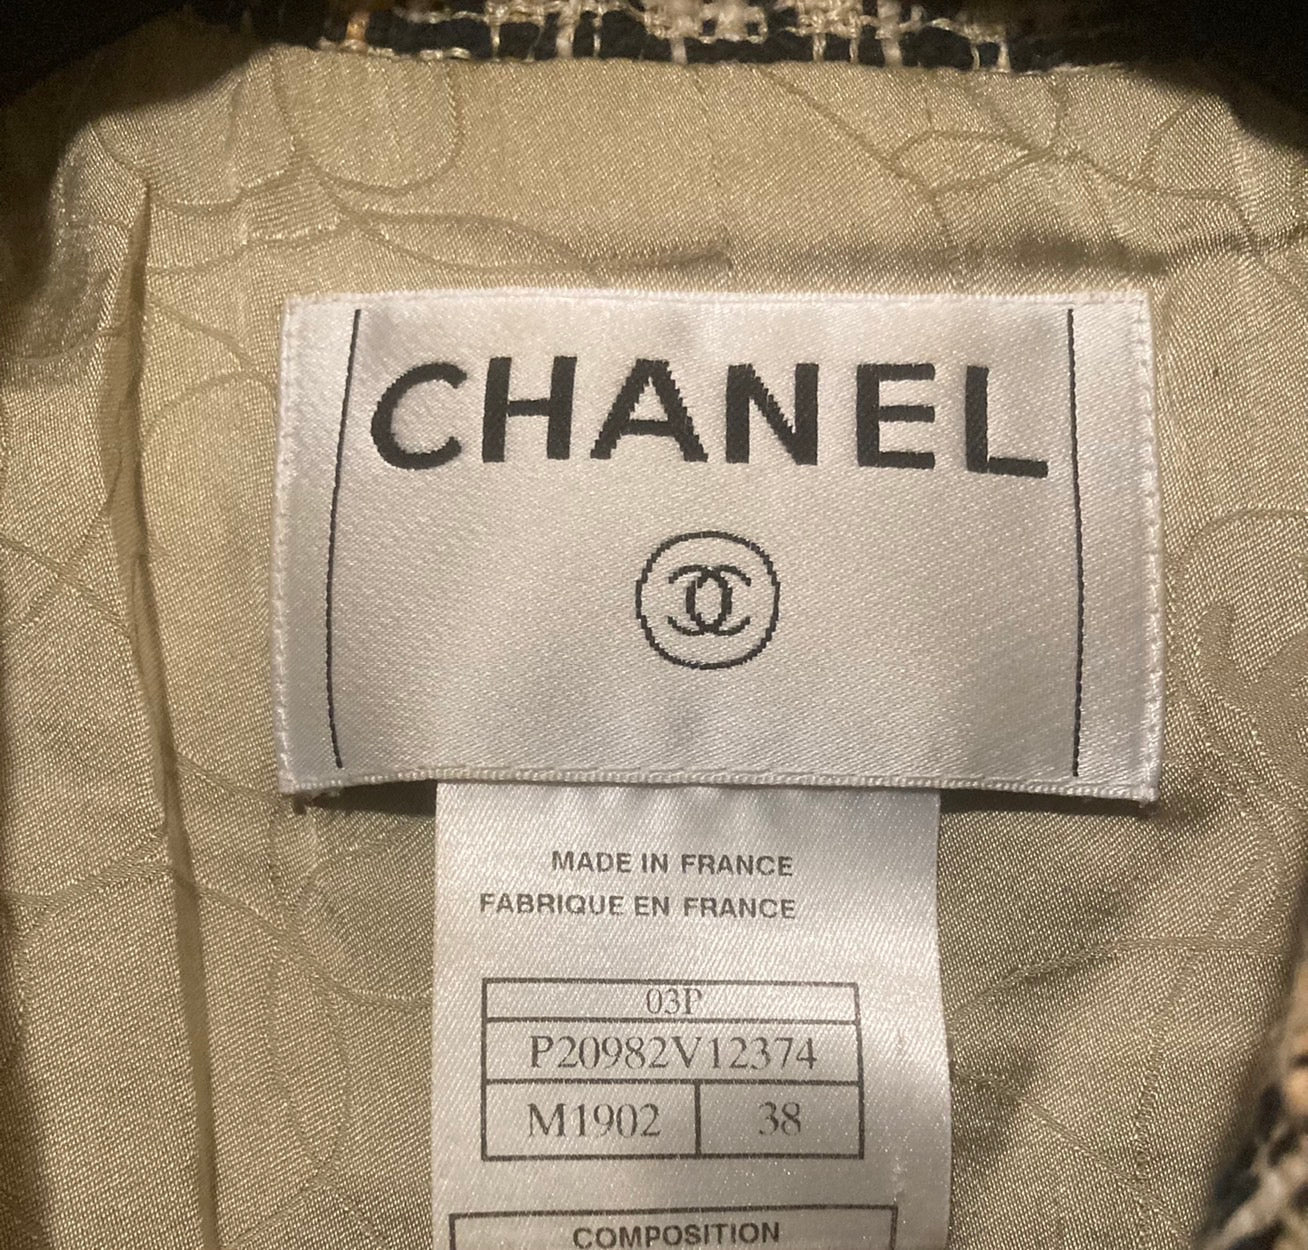 CHANEL
MADE IN FRANCE
FABRIQUE EN FRANCE
03P
P20982V12374
M1902 38
COMPOSITION